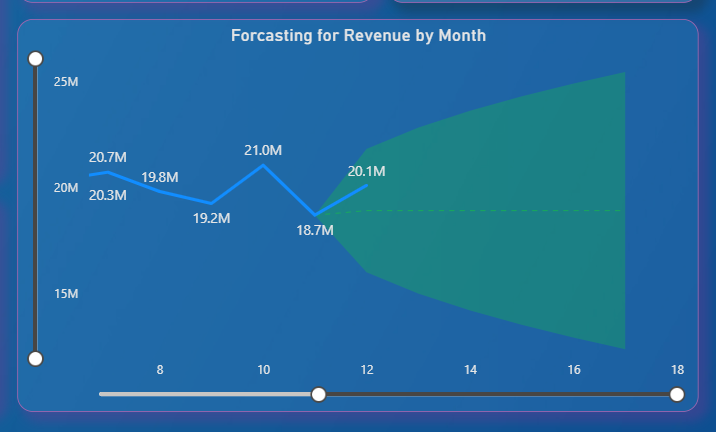 Forcasting for Revenue by Month
25M
20M
15M
20.7M
20.3M
19.8M
19.2M
21.0M
18.7M
20.1M
8 10 12 14 16 18